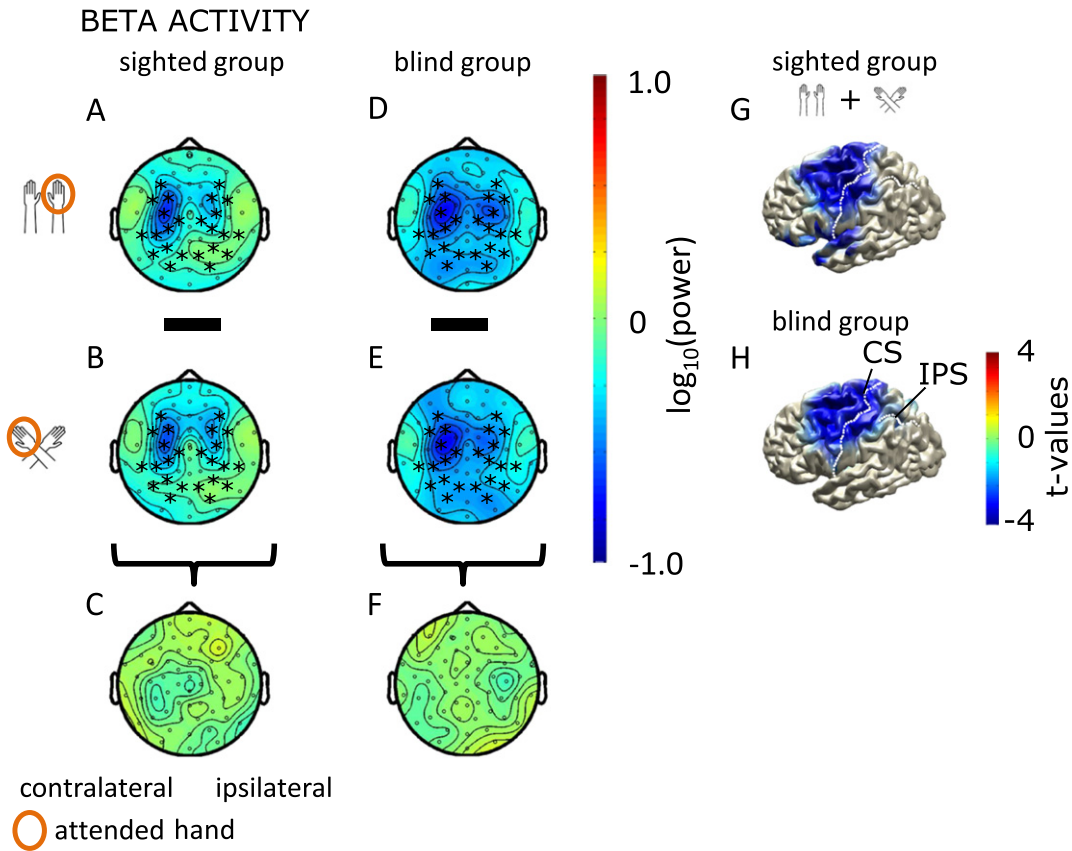 BETA ACTIVITY
sighted group
blind group
sighted group
A
D
G
+
1.0
0
-1.0
log10(power)
B
E
H
blind group
CS
IPS
4
0
-4
t-values
C
F
contralateral
ipsilateral
attended hand